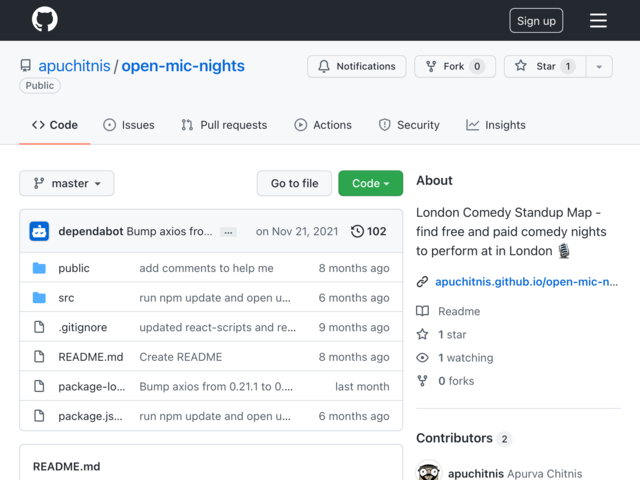 Sign up
apuchitnis / open-mic-nights
Public
Notifications
Fork 0
Star 1
Code
Issues
Pull requests
Actions
Security
Insights
master
Go to file
Code
dependabot Bump axios fro... ... on Nov 21, 2021 102
public add comments to help me 8 months ago
src run npm update and open u... 6 months ago
.gitignore updated react-scripts and re... 9 months ago
README.md Create README 8 months ago
package-lo... Bump axios from 0.21.1 to 0.... last month
package.js... run npm update and open u... 6 months ago
README.md
About
London Comedy Standup Map -
find free and paid comedy nights
to perform at in London 🎙️
apuchitnis.github.io/open-mic-n...
Readme
1 star
1 watching
0 forks
Contributors 2
apuchitnis Apurva Chitnis